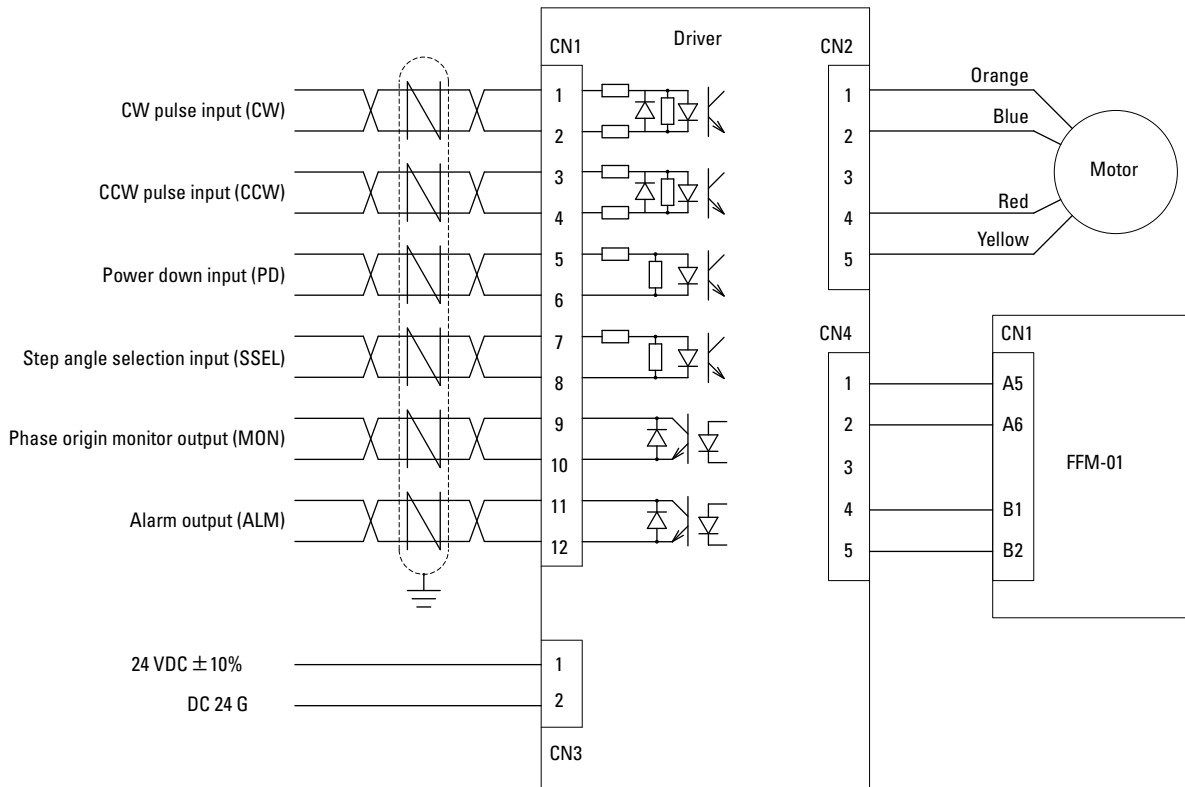 Driver
CN1
CW pulse input (CW)
1
2
CCW pulse input (CCW)
3
4
Power down input (PD)
5
6
Step angle selection input (SSEL)
7
8
Phase origin monitor output (MON)
9
10
Alarm output (ALM)
11
12
24 VDC ±10%
1
DC 24 G
2
CN3
CN2
1
Orange
2
Blue
3
4
Red
5
Yellow
Motor
CN4
1
2
3
4
5
CN1
A5
A6
B1
B2
FFM-01